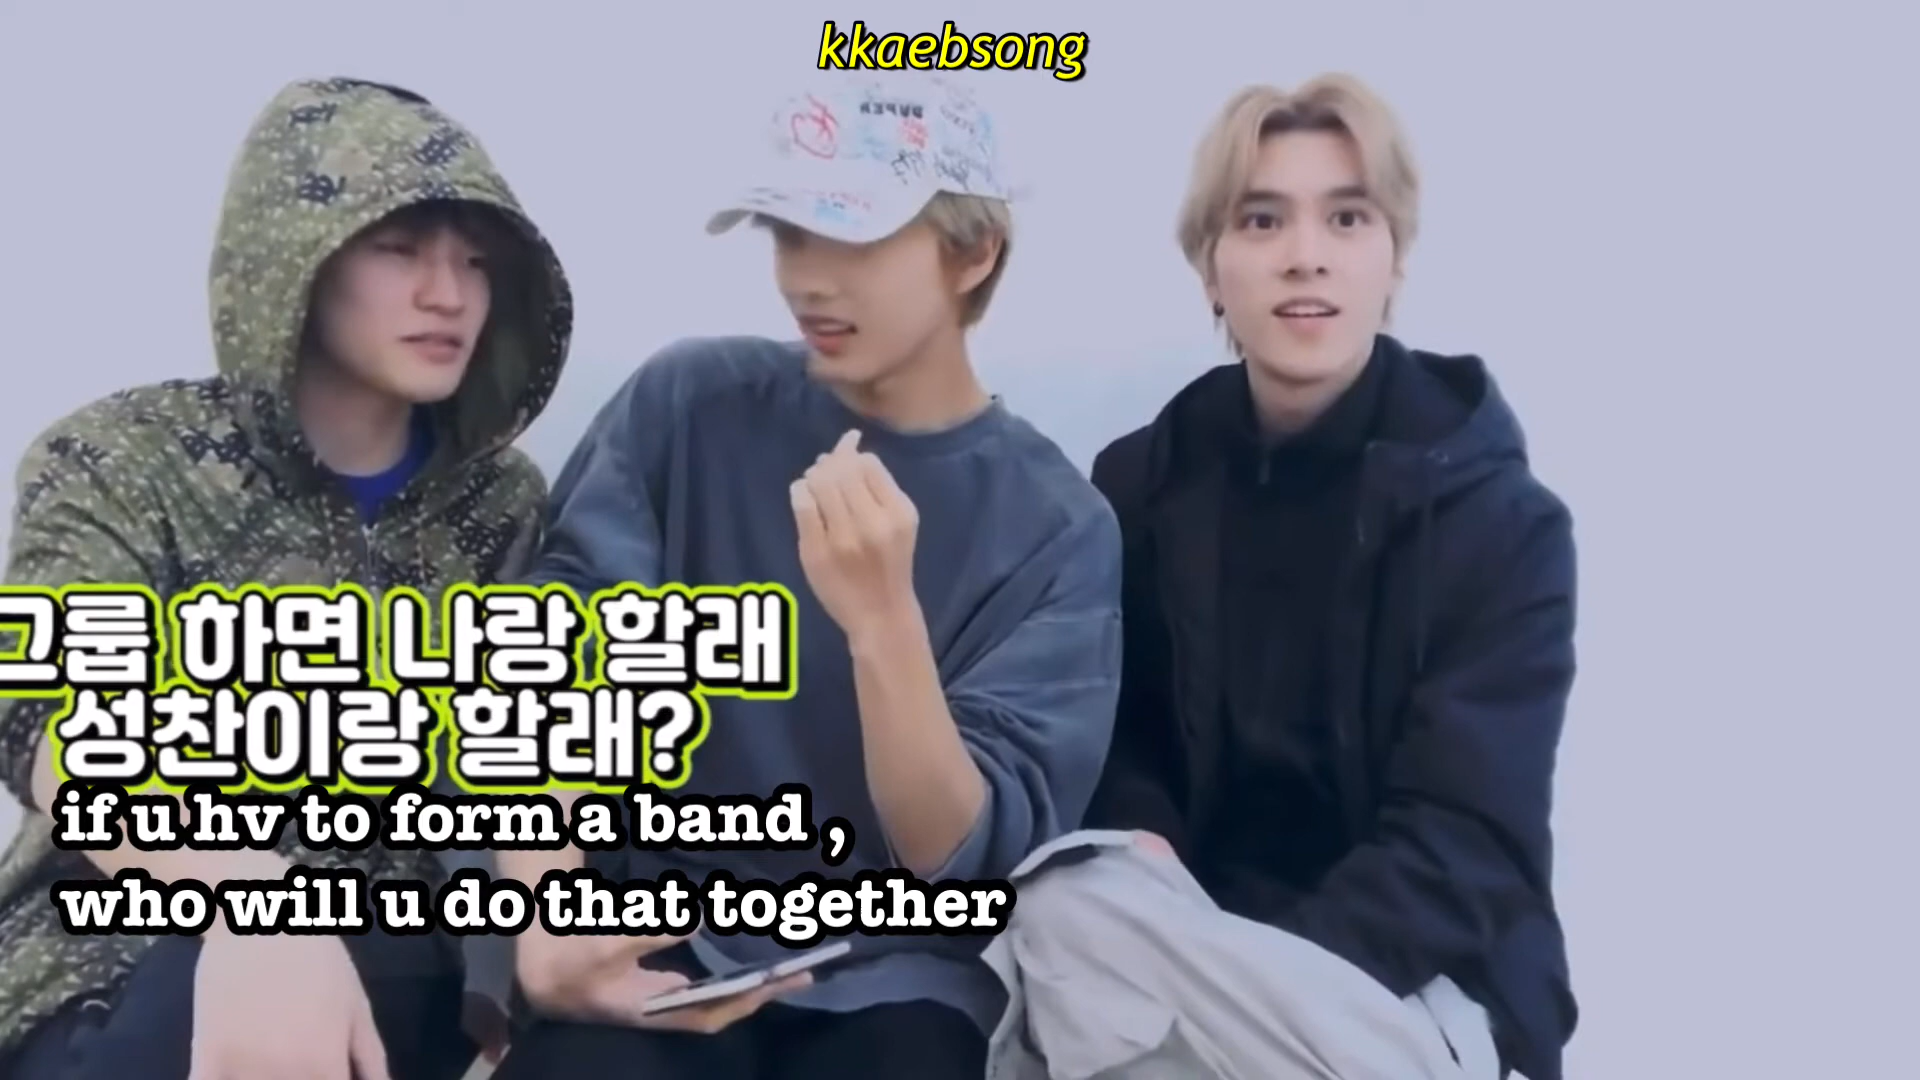 kkaebsong
그룹 하면 나랑 할래
성찬이랑 할래?
if u hv to form a band ,
who will u do that together